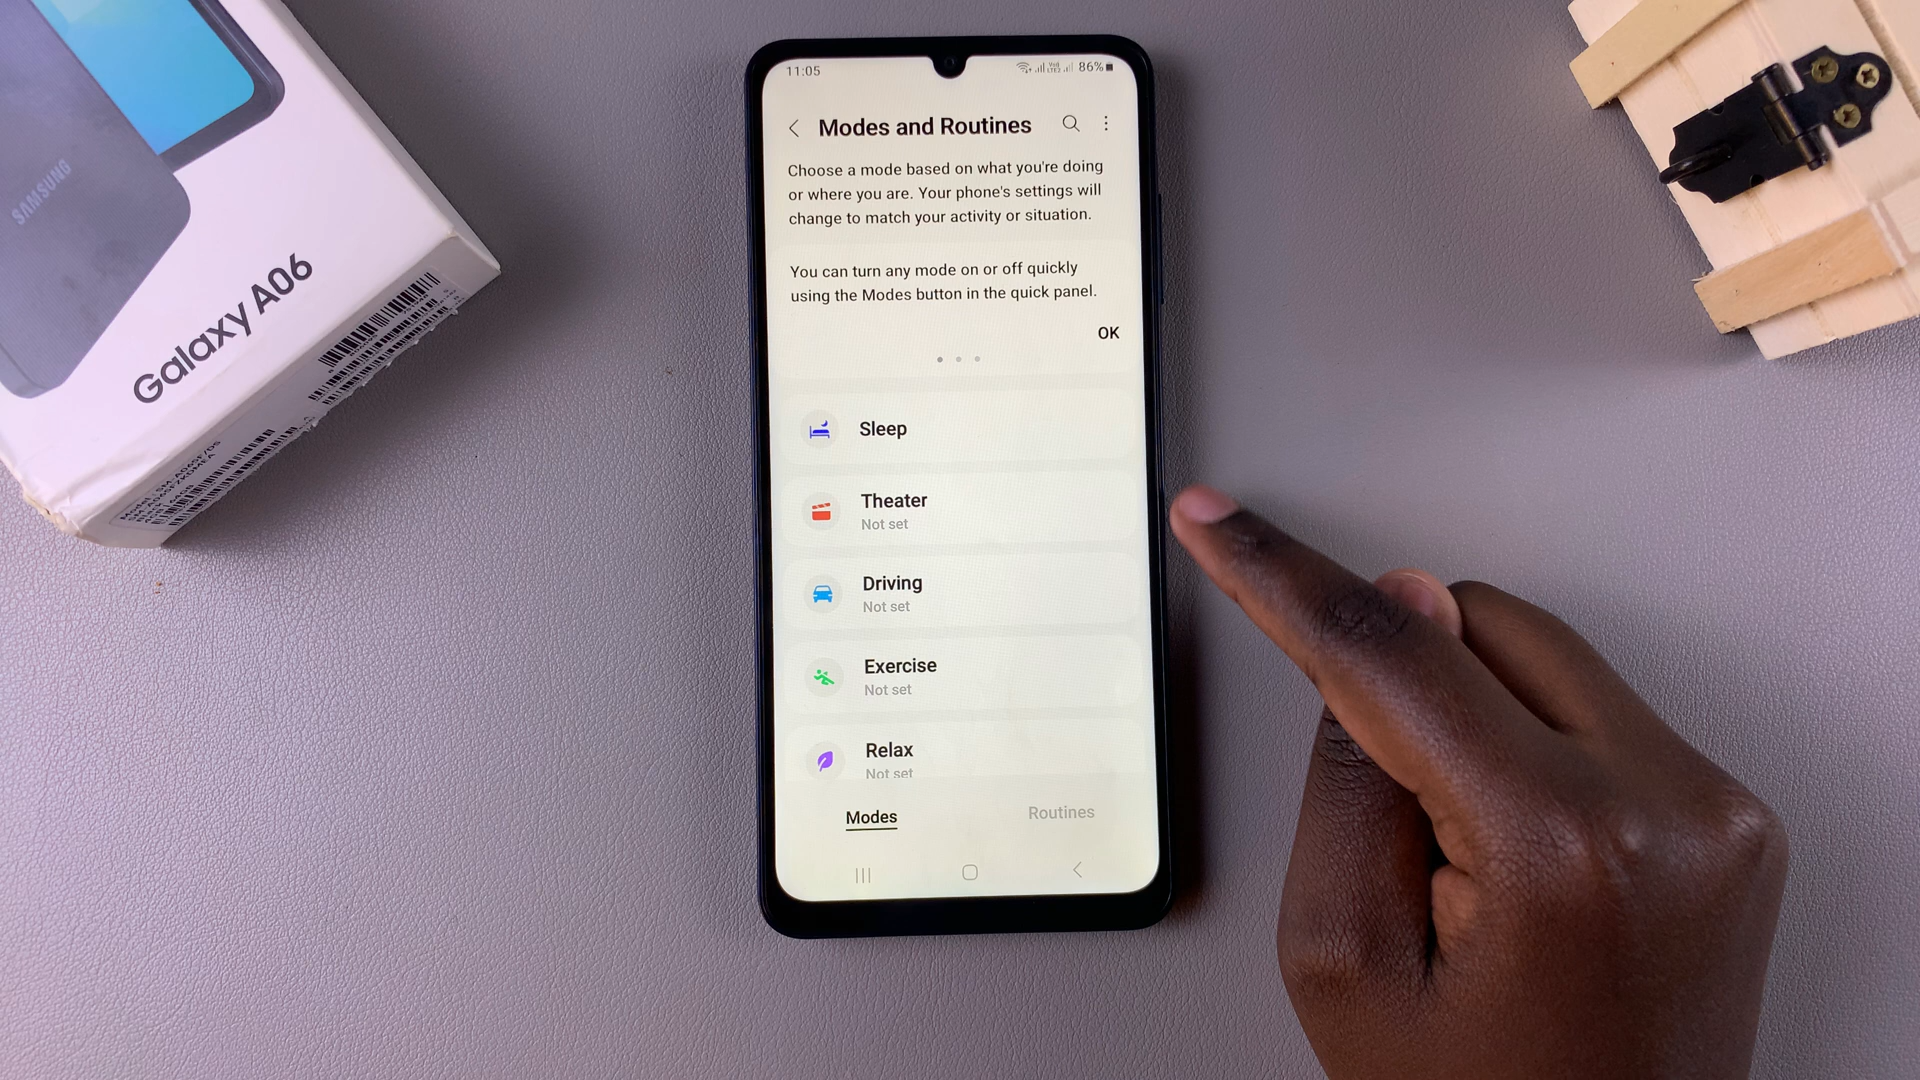 SAMSUNG
Galaxy A06
11:05
86%
Modes and Routines
Choose a mode based on what you're doing
or where you are. Your phone's settings will
change to match your activity or situation.
You can turn any mode on or off quickly
using the Modes button in the quick panel.
OK
Sleep
Theater
Not set
Driving
Not set
Exercise
Not set
Relax
Not set
Modes
Routines